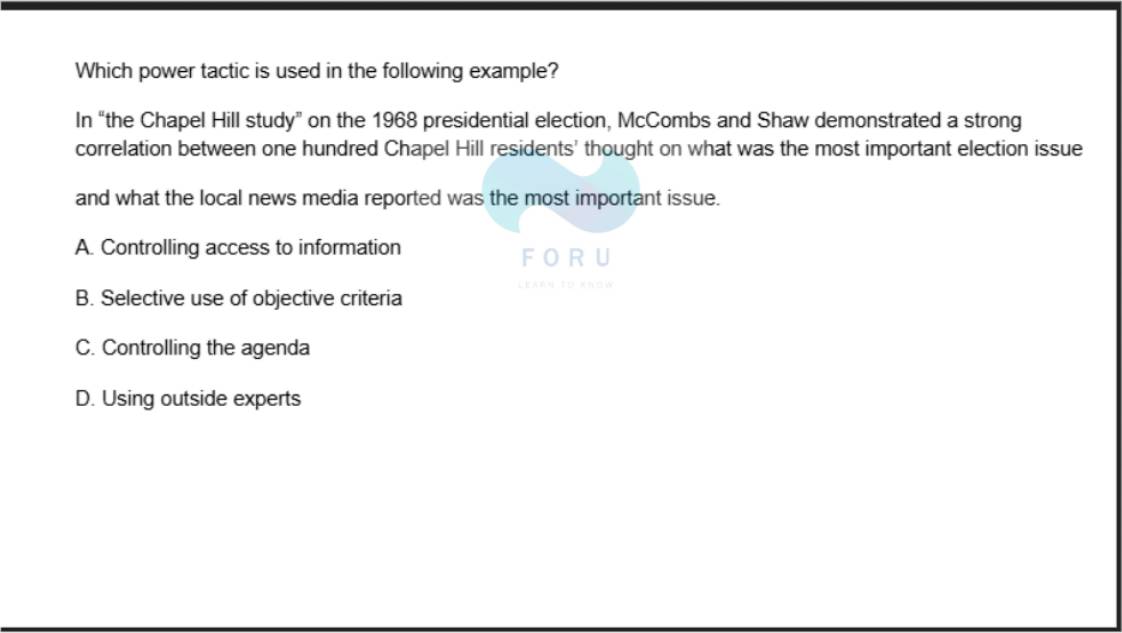 Which power tactic is used in the following example?
In “the Chapel Hill study” on the 1968 presidential election, McCombs and Shaw demonstrated a strong
correlation between one hundred Chapel Hill residents’ thought on what was the most important election issue
and what the local news media reported was the most important issue.
A. Controlling access to information
FORU
LEARN TO KNOW
B. Selective use of objective criteria
C. Controlling the agenda
D. Using outside experts